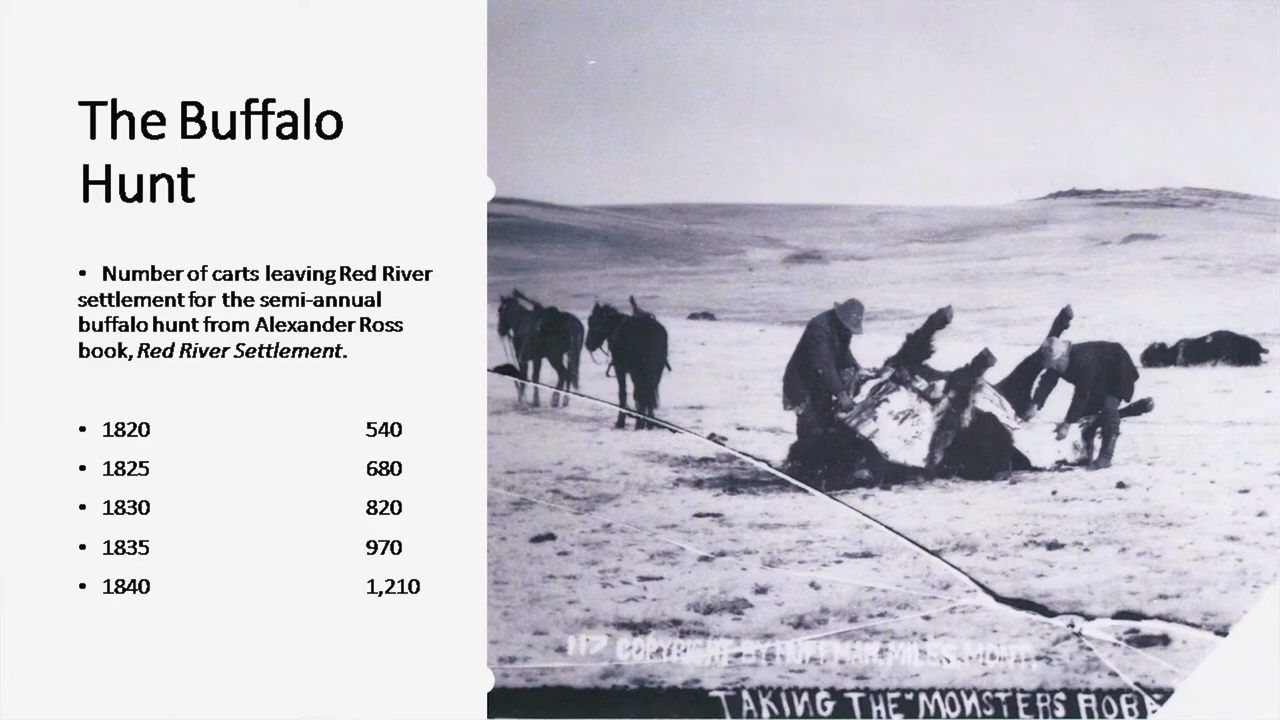 The Buffalo
Hunt
• Number of carts leaving Red River
settlement for the semi-annual
buffalo hunt from Alexander Ross
book, Red River Settlement.
• 1820 540
• 1825 680
• 1830 820
• 1835 970
• 1840 1,210
117 COPYRIGHT BY HUFFMAN, MILES, MONT.
TAKING THE "MONSTERS ROBE